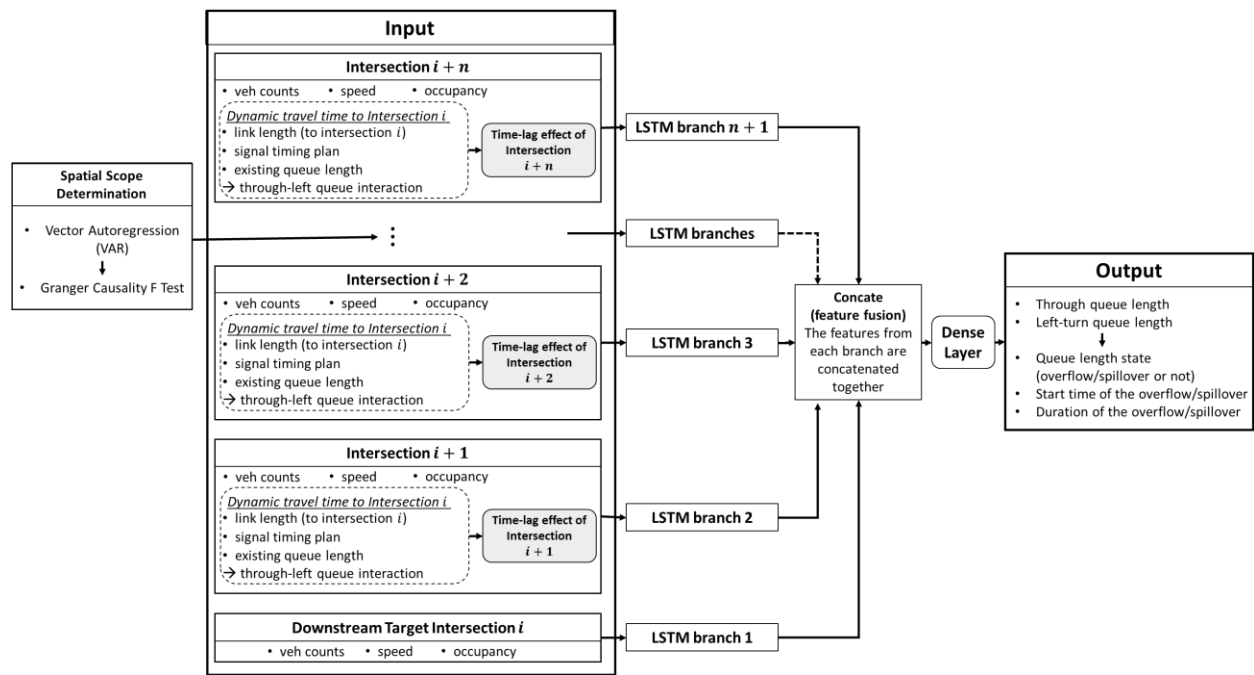 Spatial Scope
Determination
• Vector Autoregression
(VAR)
• Granger Causality F Test
Input
Intersection i + n
• veh counts • speed • occupancy
Dynamic travel time to Intersection i
• link length (to intersection i)
• signal timing plan
• existing queue length
→ through-left queue interaction
Time-lag effect of
Intersection
i + n
⋮
Intersection i + 2
• veh counts • speed • occupancy
Dynamic travel time to Intersection i
• link length (to intersection i)
• signal timing plan
• existing queue length
→ through-left queue interaction
Time-lag effect of
Intersection
i + 2
Intersection i + 1
• veh counts • speed • occupancy
Dynamic travel time to Intersection i
• link length (to intersection i)
• signal timing plan
• existing queue length
→ through-left queue interaction
Time-lag effect of
Intersection
i + 1
Downstream Target Intersection i
• veh counts • speed • occupancy
LSTM branch n + 1
LSTM branches
LSTM branch 3
LSTM branch 2
LSTM branch 1
Concate
(feature fusion)
The features from
each branch are
concatenated
together
Dense
Layer
Output
• Through queue length
• Left-turn queue length
• Queue length state
(overflow/spillover or not)
• Start time of the overflow/spillover
• Duration of the overflow/spillover